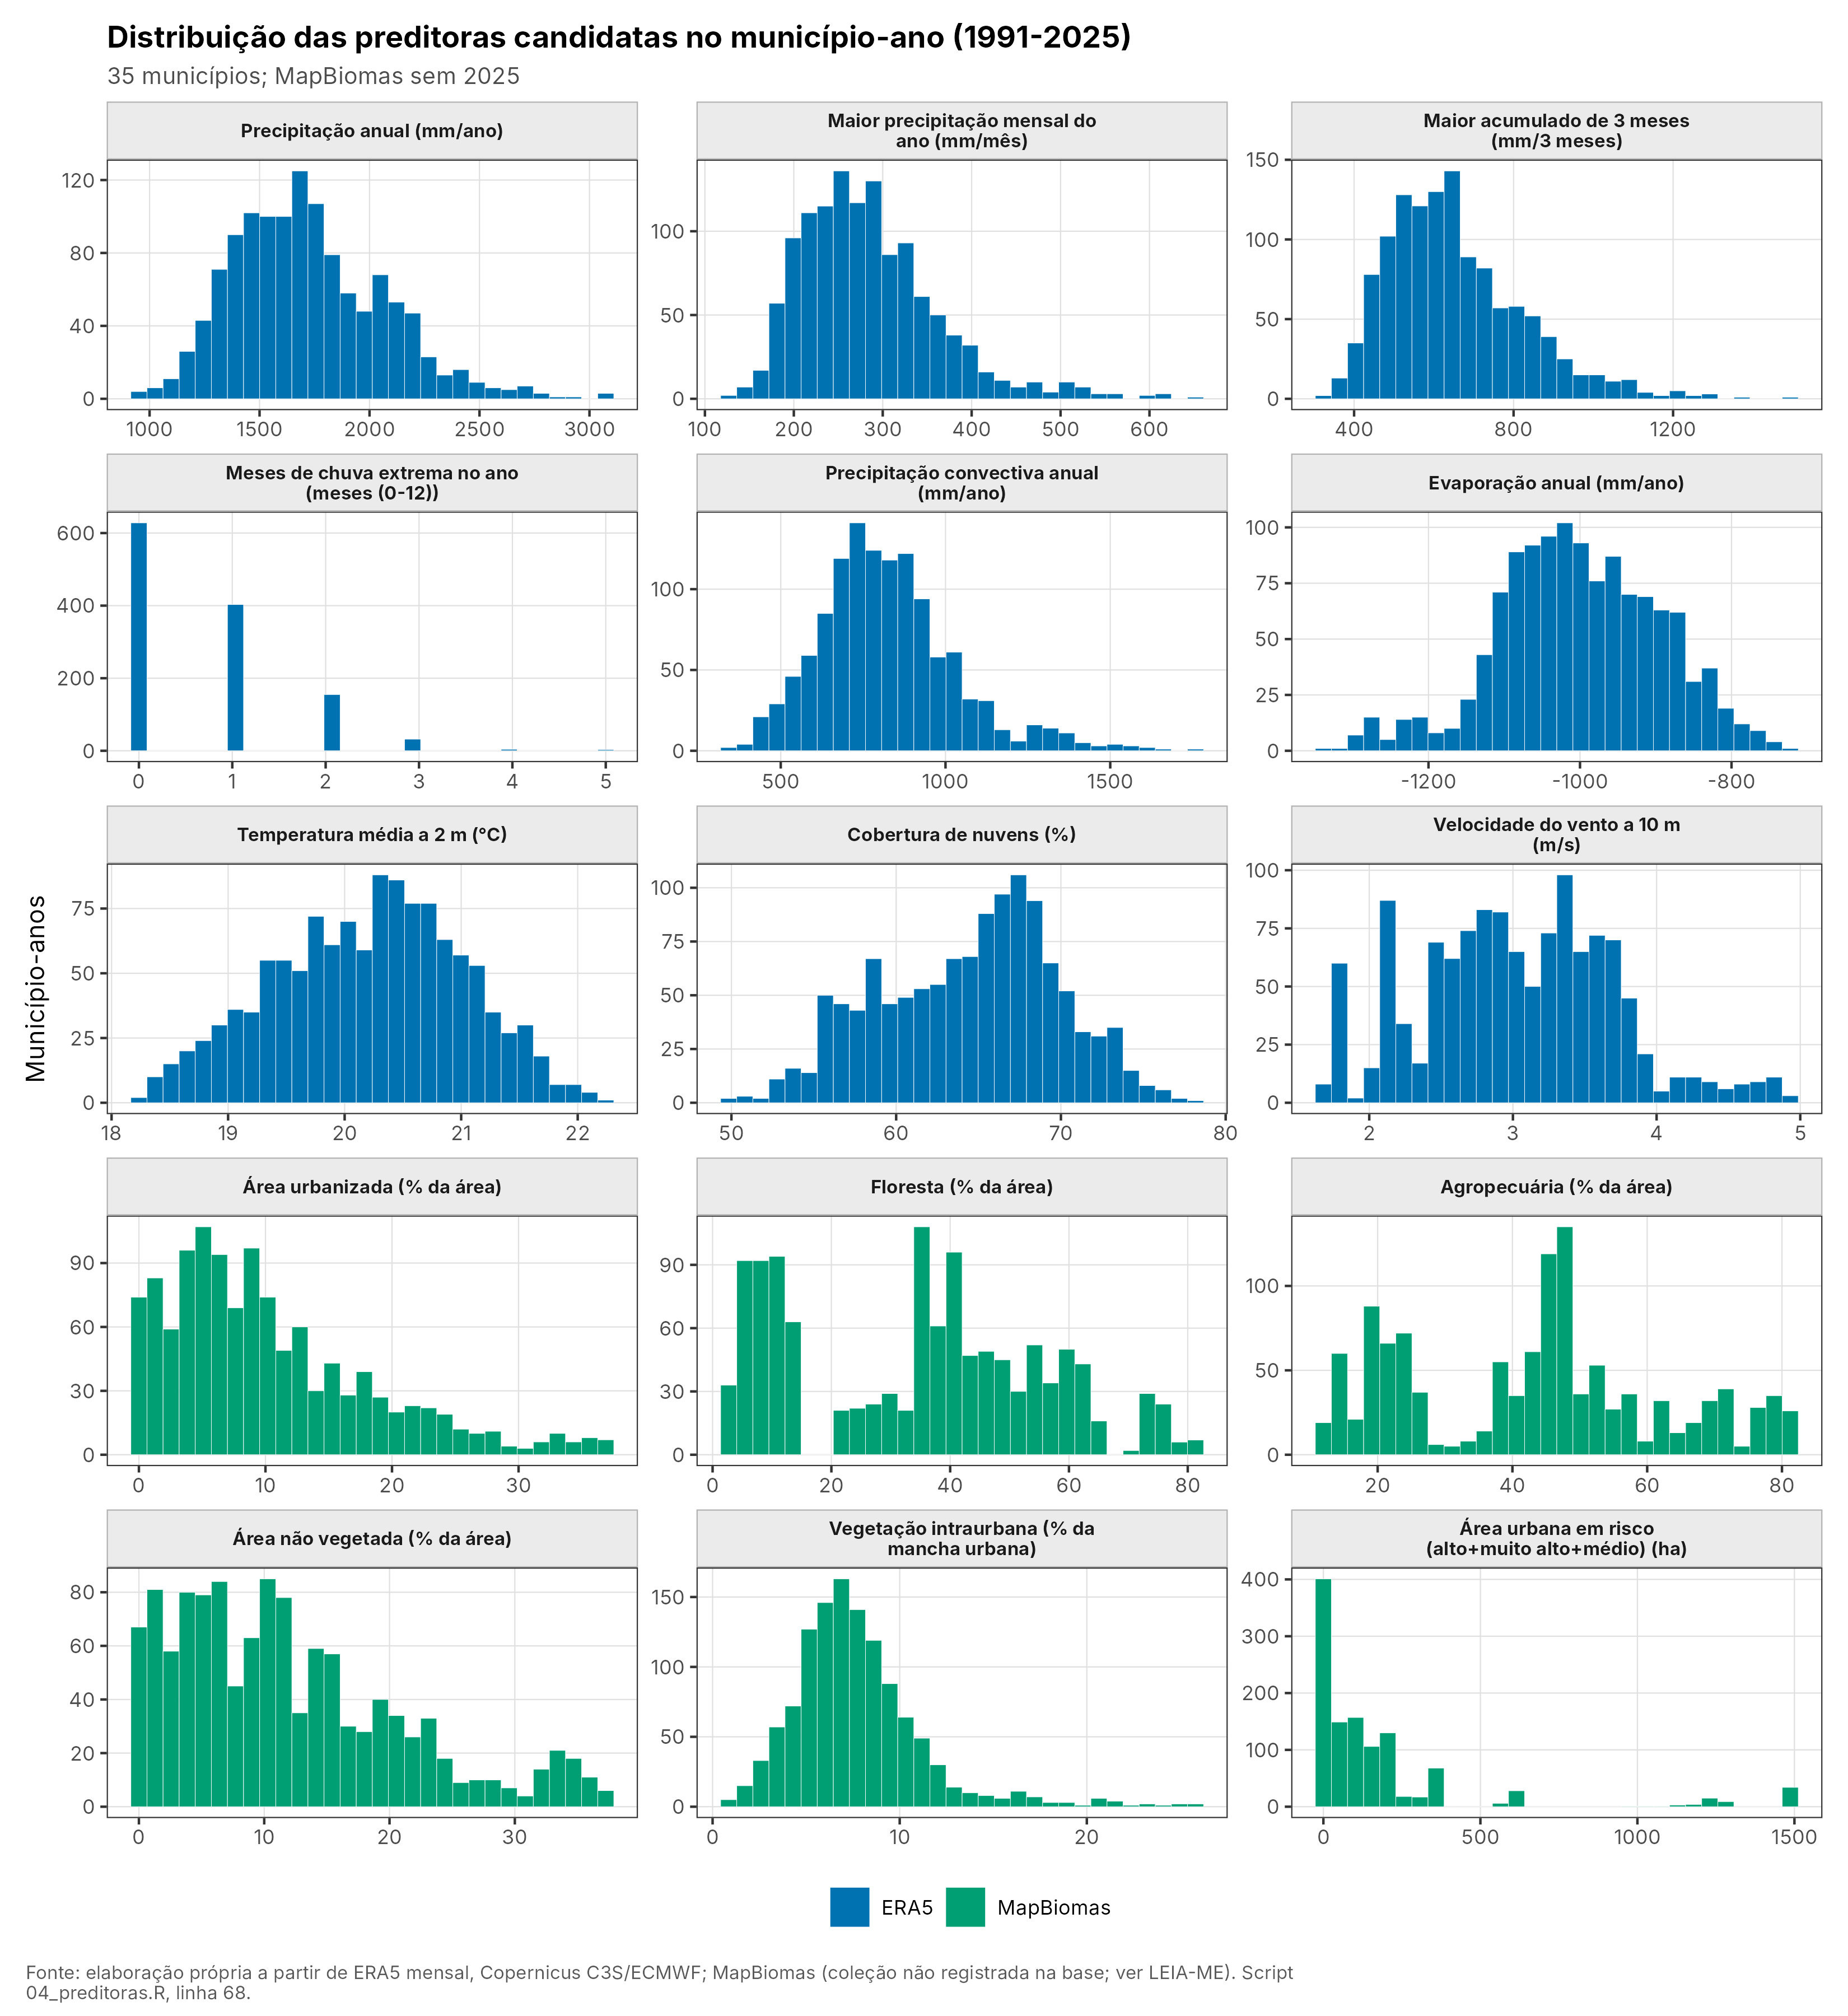 Distribuição das preditoras candidatas no município-ano (1991-2025)
35 municípios; MapBiomas sem 2025
Precipitação anual (mm/ano)
Maior precipitação mensal do
ano (mm/mês)
Maior acumulado de 3 meses
(mm/3 meses)
120
80
40
0
1000 1500 2000 2500 3000
100
50
0
100 200 300 400 500 600
150
100
50
0
400 800 1200
Meses de chuva extrema no ano
(meses (0-12))
Precipitação convectiva anual
(mm/ano)
Evaporação anual (mm/ano)
600
400
200
0
0 1 2 3 4 5
100
50
0
500 1000 1500
100
75
50
25
0
-1200 -1000 -800
Temperatura média a 2 m (°C)
Cobertura de nuvens (%)
Velocidade do vento a 10 m
(m/s)
75
50
25
0
18 19 20 21 22
100
75
50
25
0
50 60 70 80
100
75
50
25
0
2 3 4 5
Município-anos
Área urbanizada (% da área)
Floresta (% da área)
Agropecuária (% da área)
90
60
30
0
0 10 20 30
90
60
30
0
0 20 40 60 80
100
50
0
20 40 60 80
Área não vegetada (% da área)
Vegetação intraurbana (% da
mancha urbana)
Área urbana em risco
(alto+muito alto+médio) (ha)
80
60
40
20
0
0 10 20 30
150
100
50
0
0 10 20
400
300
200
100
0
0 500 1000 1500
ERA5 MapBiomas
Fonte: elaboração própria a partir de ERA5 mensal, Copernicus C3S/ECMWF; MapBiomas (coleção não registrada na base; ver LEIA-ME). Script
04_preditoras.R, linha 68.